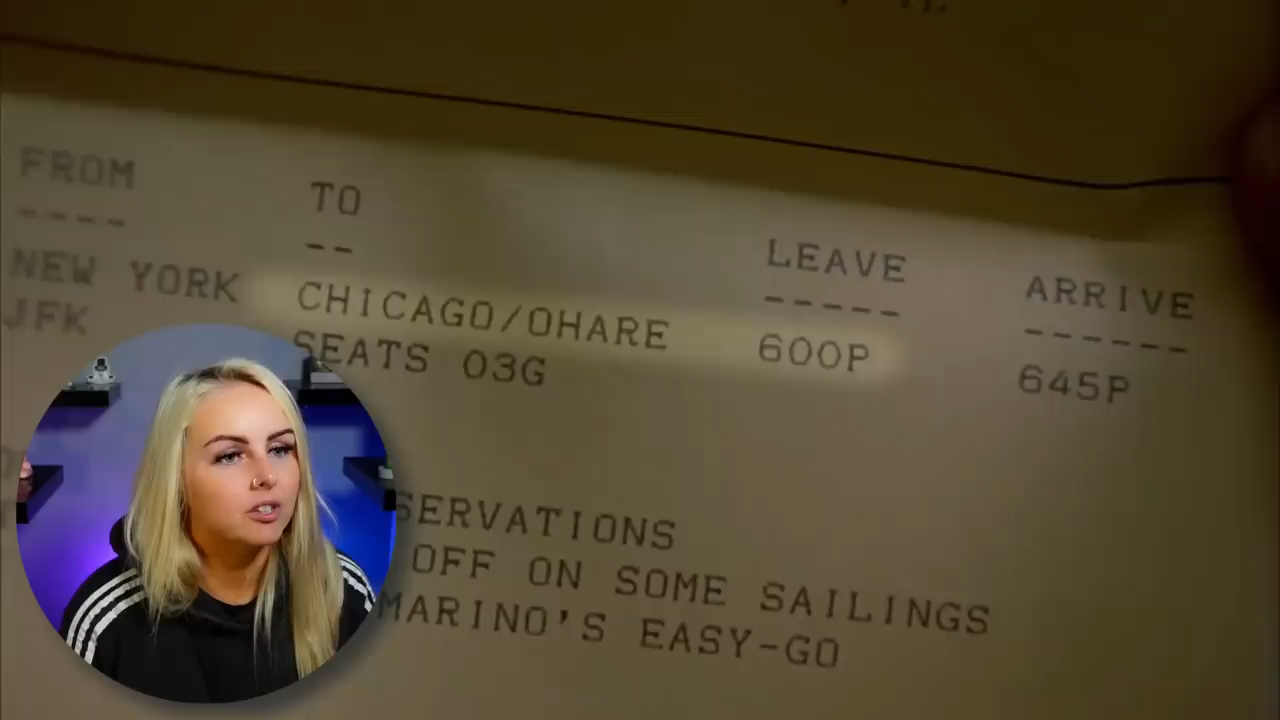 FROM TO LEAVE ARRIVE
---- -- ----- ------
NEW YORK CHICAGO/OHARE 600P 645P
JFK SEATS 03G
SERVATIONS
OFF ON SOME SAILINGS
MARINO'S EASY-GO